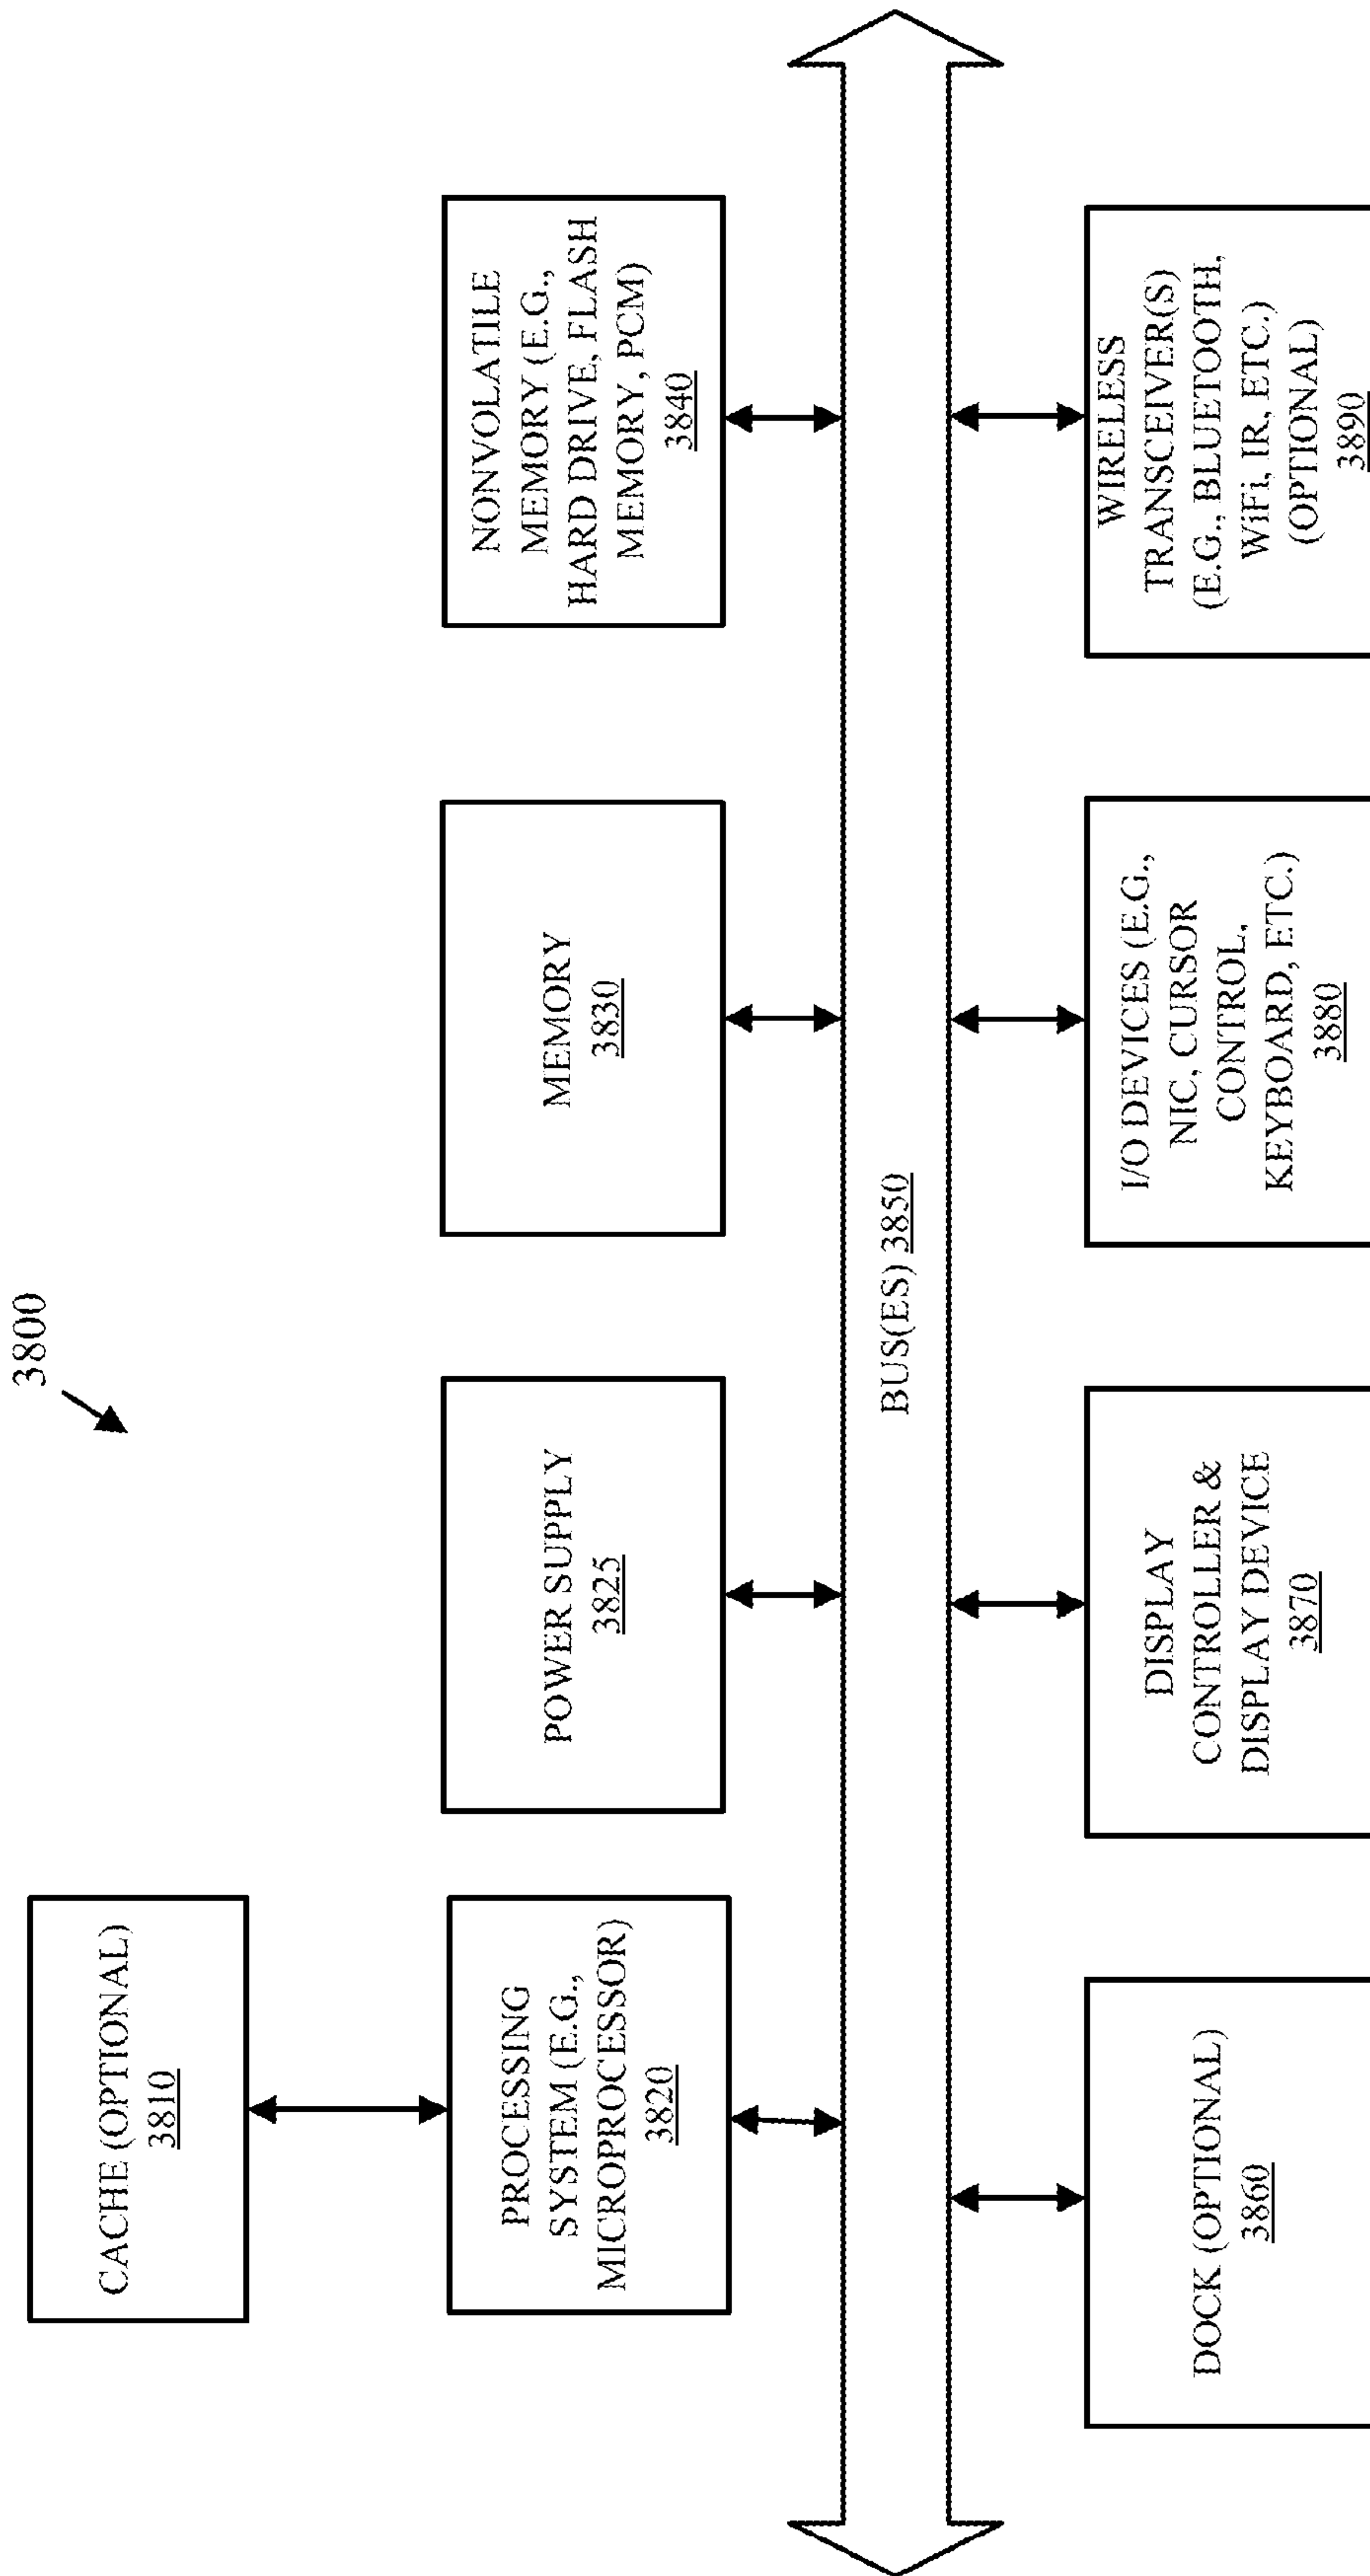 3800
CACHE (OPTIONAL)
3810
PROCESSING
SYSTEM (E.G.,
MICROPROCESSOR)
3820
POWER SUPPLY
3825
MEMORY
3830
NONVOLATILE
MEMORY (E.G.,
HARD DRIVE, FLASH
MEMORY, PCM)
3840
BUS(ES) 3850
DOCK (OPTIONAL)
3860
DISPLAY
CONTROLLER &
DISPLAY DEVICE
3870
I/O DEVICES (E.G.,
NIC, CURSOR
CONTROL,
KEYBOARD, ETC.)
3880
WIRELESS
TRANSCEIVER(S)
(E.G., BLUETOOTH,
WiFi, IR, ETC.)
(OPTIONAL)
3890